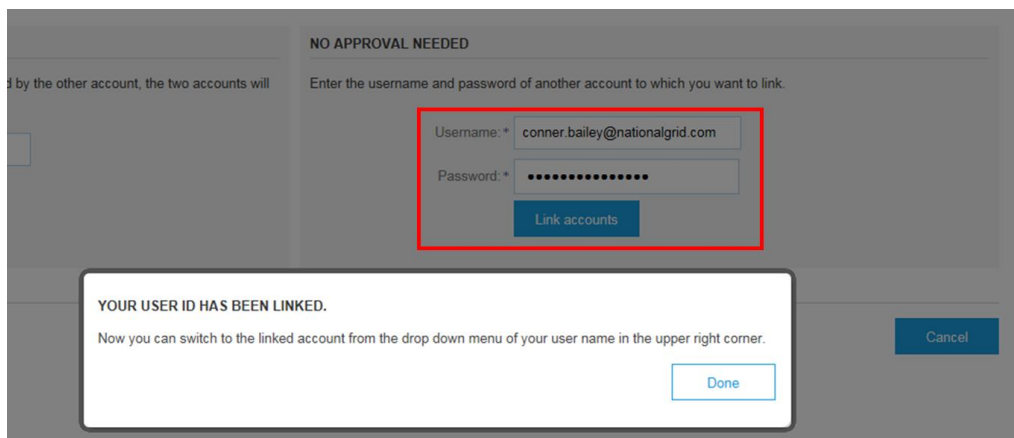 NO APPROVAL NEEDED
by the other account, the two accounts will
Enter the username and password of another account to which you want to link.
Username:* conner.bailey@nationalgrid.com
Password:* •••••••••••••••
Link accounts
YOUR USER ID HAS BEEN LINKED.
Now you can switch to the linked account from the drop down menu of your user name in the upper right corner.
Cancel
Done